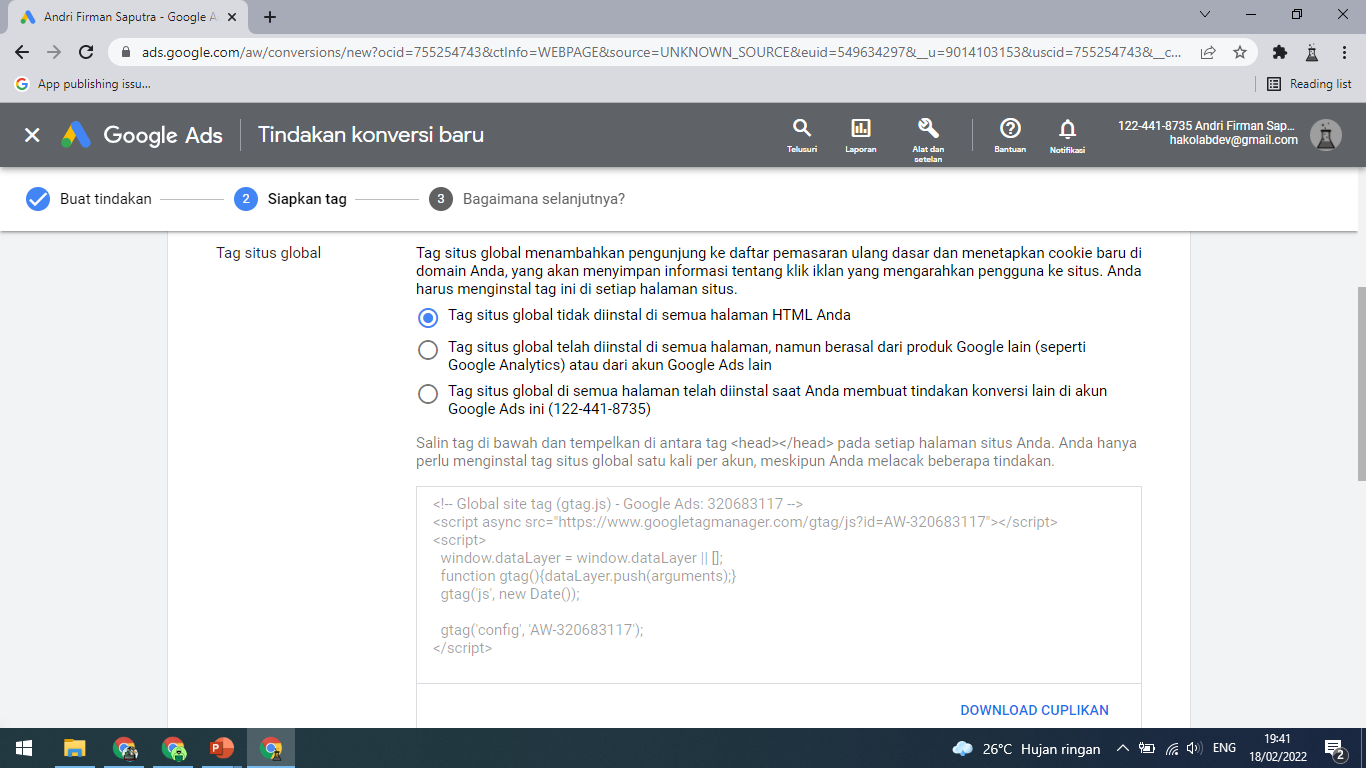 Andri Firman Saputra - Google A
ads.google.com/aw/conversions/new?ocid=755254743&ctInfo=WEBPAGE&source=UNKNOWN_SOURCE&euid=549634297&__u=9014103153&uscid=755254743&__c...
App publishing issu...
Reading list
Google Ads
Tindakan konversi baru
Telusuri
Laporan
Alat dan
setelan
Bantuan
Notifikasi
122-441-8735 Andri Firman Sap...
hakolabdev@gmail.com
Buat tindakan
2 Siapkan tag
3 Bagaimana selanjutnya?
Tag situs global
Tag situs global menambahkan pengunjung ke daftar pemasaran ulang dasar dan menetapkan cookie baru di
domain Anda, yang akan menyimpan informasi tentang klik iklan yang mengarahkan pengguna ke situs. Anda
harus menginstal tag ini di setiap halaman situs.
Tag situs global tidak diinstal di semua halaman HTML Anda
Tag situs global telah diinstal di semua halaman, namun berasal dari produk Google lain (seperti
Google Analytics) atau dari akun Google Ads lain
Tag situs global di semua halaman telah diinstal saat Anda membuat tindakan konversi lain di akun
Google Ads ini (122-441-8735)
Salin tag di bawah dan tempelkan di antara tag <head></head> pada setiap halaman situs Anda. Anda hanya
perlu menginstal tag situs global satu kali per akun, meskipun Anda melacak beberapa tindakan.
<!-- Global site tag (gtag.js) - Google Ads: 320683117 -->
<script async src="https://www.googletagmanager.com/gtag/js?id=AW-320683117"></script>
<script>
window.dataLayer = window.dataLayer || [];
function gtag(){dataLayer.push(arguments);}
gtag('js', new Date());
gtag('config', 'AW-320683117');
</script>
DOWNLOAD CUPLIKAN
26°C Hujan ringan
ENG
19:41
18/02/2022
2